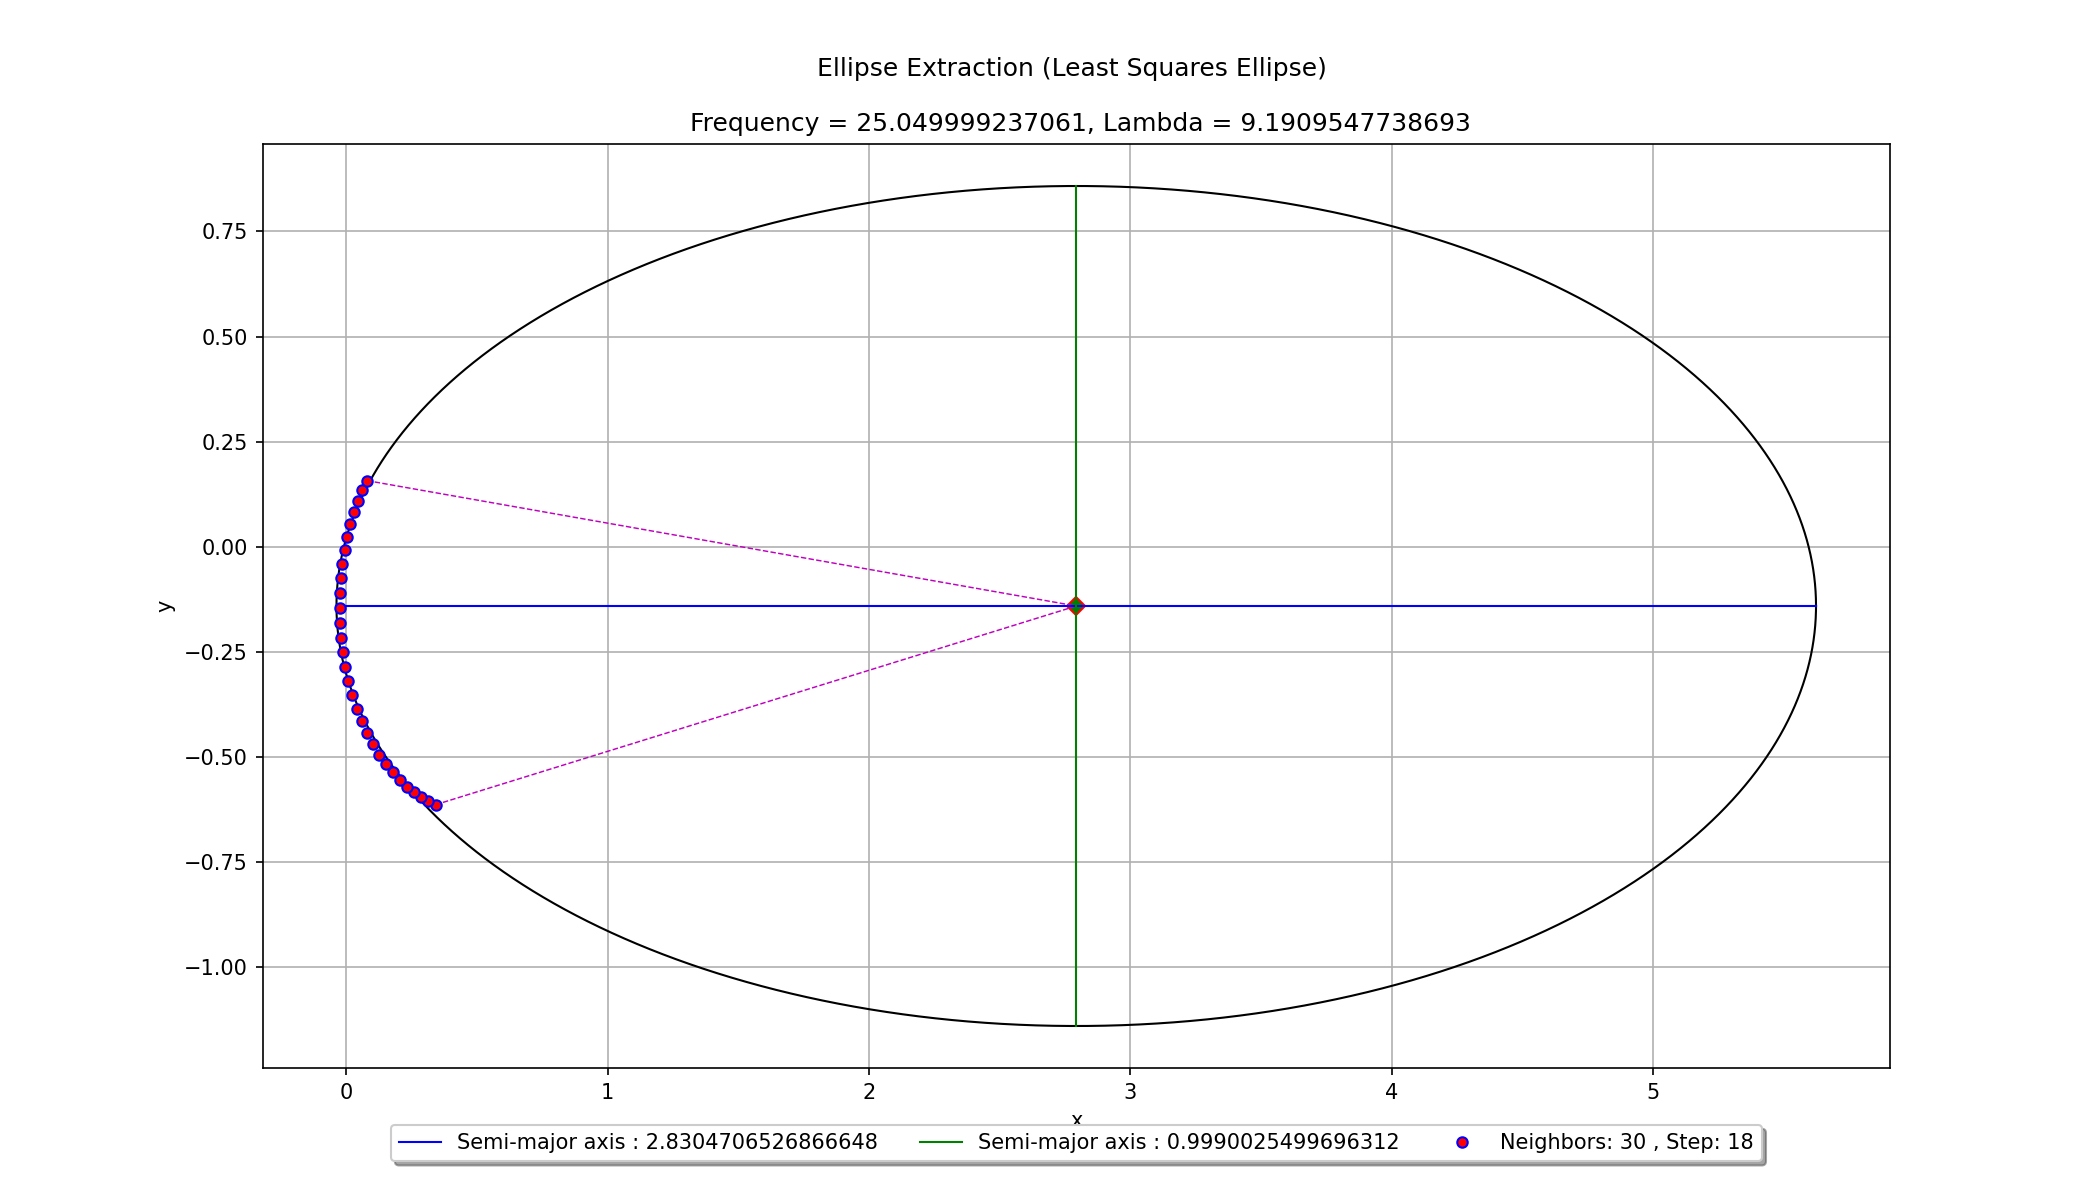 Ellipse Extraction (Least Squares Ellipse)
Frequency = 25.049999237061, Lambda = 9.1909547738693
0.75
0.50
0.25
0.00
−0.25
−0.50
−0.75
−1.00
y
0 1 2 3 4 5
x
Semi-major axis : 2.8304706526866648 Semi-major axis : 0.9990025499696312 Neighbors: 30 , Step: 18